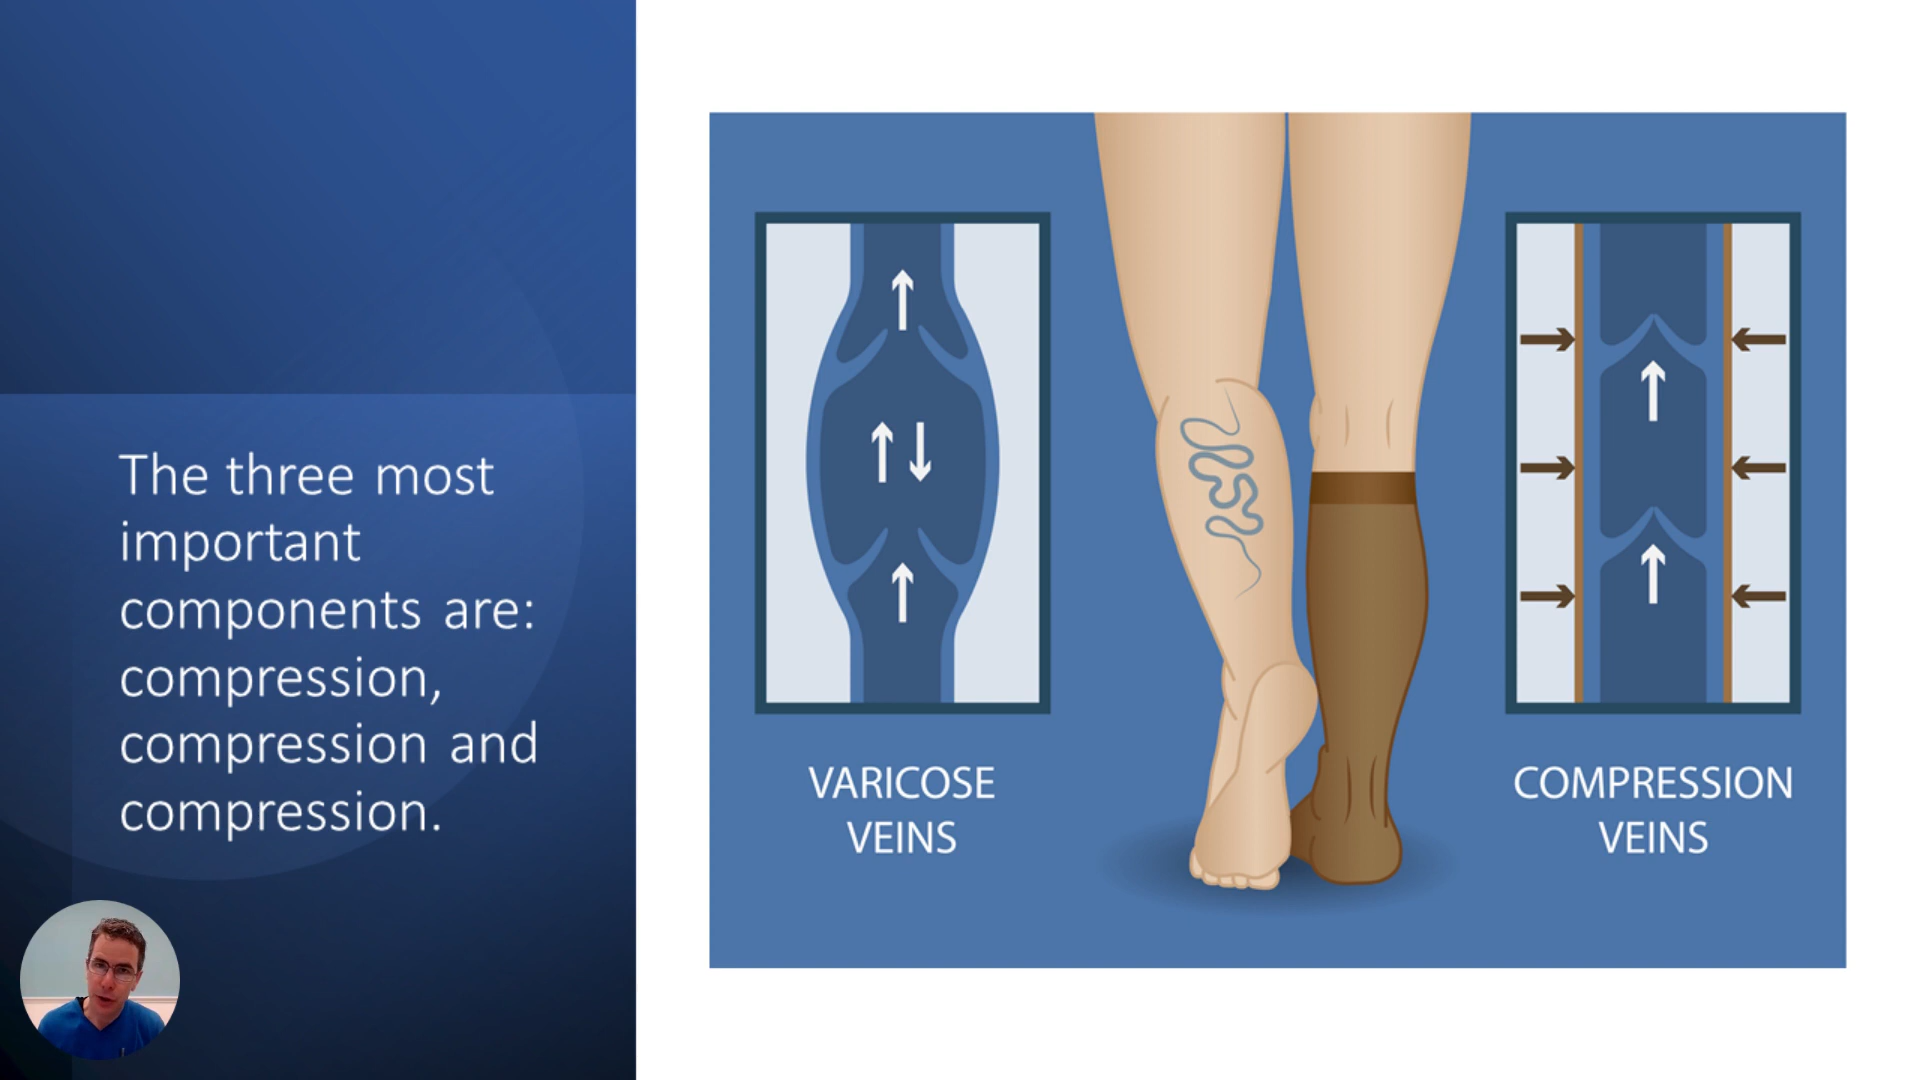 The three most
important
components are:
compression,
compression and
compression.
VARICOSE
VEINS
COMPRESSION
VEINS